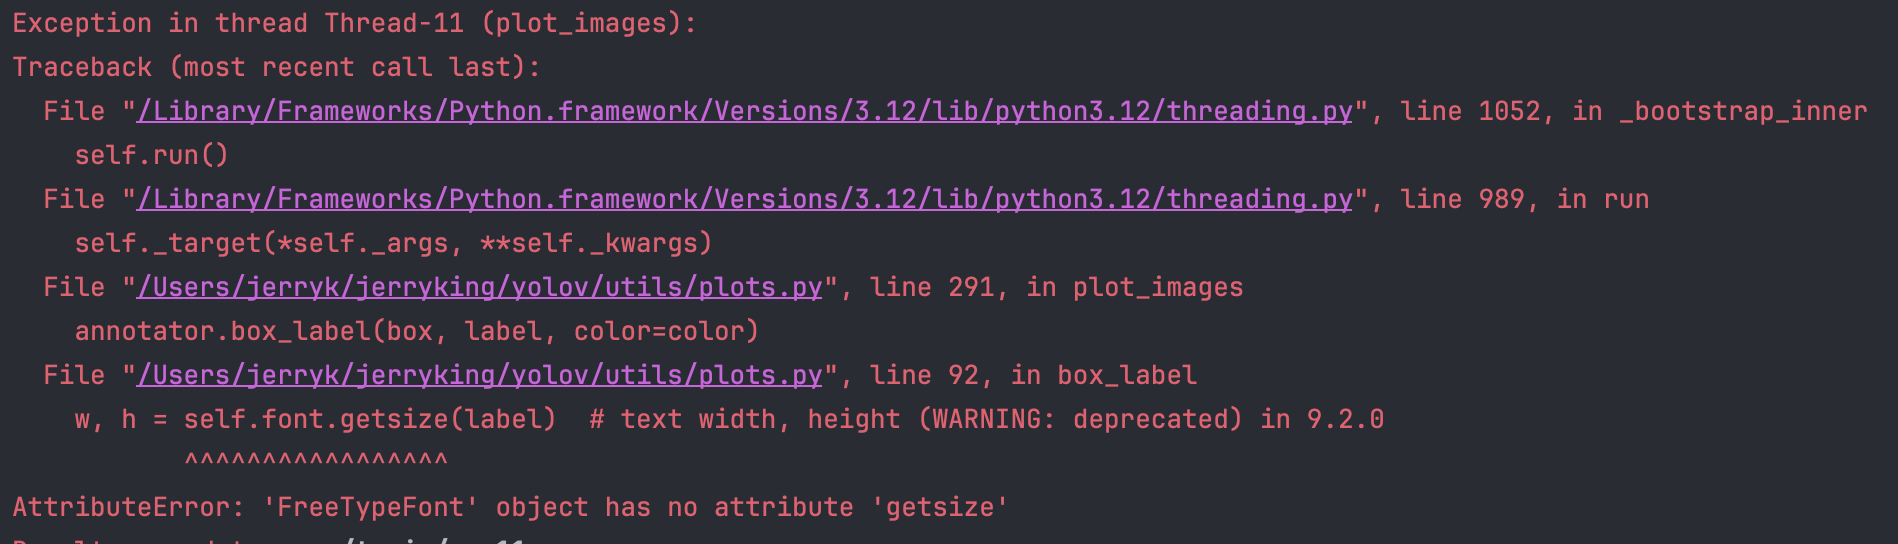 Exception in thread Thread-11 (plot_images):
Traceback (most recent call last):
  File "/Library/Frameworks/Python.framework/Versions/3.12/lib/python3.12/threading.py", line 1052, in _bootstrap_inner
    self.run()
  File "/Library/Frameworks/Python.framework/Versions/3.12/lib/python3.12/threading.py", line 989, in run
    self._target(*self._args, **self._kwargs)
  File "/Users/jerryk/jerryking/yolov/utils/plots.py", line 291, in plot_images
    annotator.box_label(box, label, color=color)
  File "/Users/jerryk/jerryking/yolov/utils/plots.py", line 92, in box_label
    w, h = self.font.getsize(label)  # text width, height (WARNING: deprecated) in 9.2.0
           ^^^^^^^^^^^^^^^^^
AttributeError: 'FreeTypeFont' object has no attribute 'getsize'